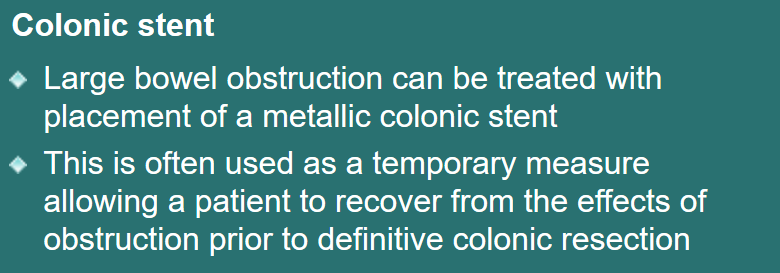 Colonic stent
Large bowel obstruction can be treated with
placement of a metallic colonic stent
This is often used as a temporary measure
allowing a patient to recover from the effects of
obstruction prior to definitive colonic resection